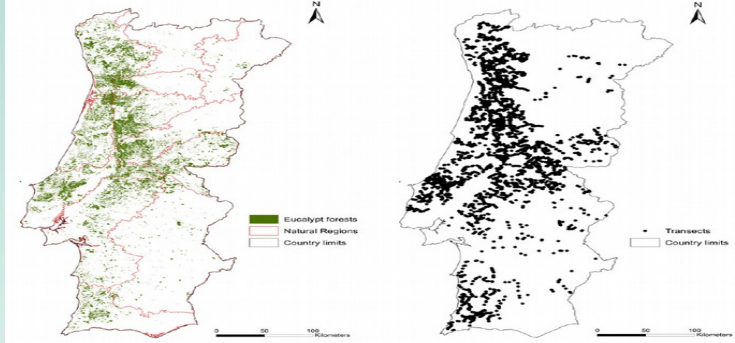 N
Eucalypt forests
Natural Regions
Country limits
0 50 100
Kilometers
N
Transects
Country limits
0 50 100
Kilometers